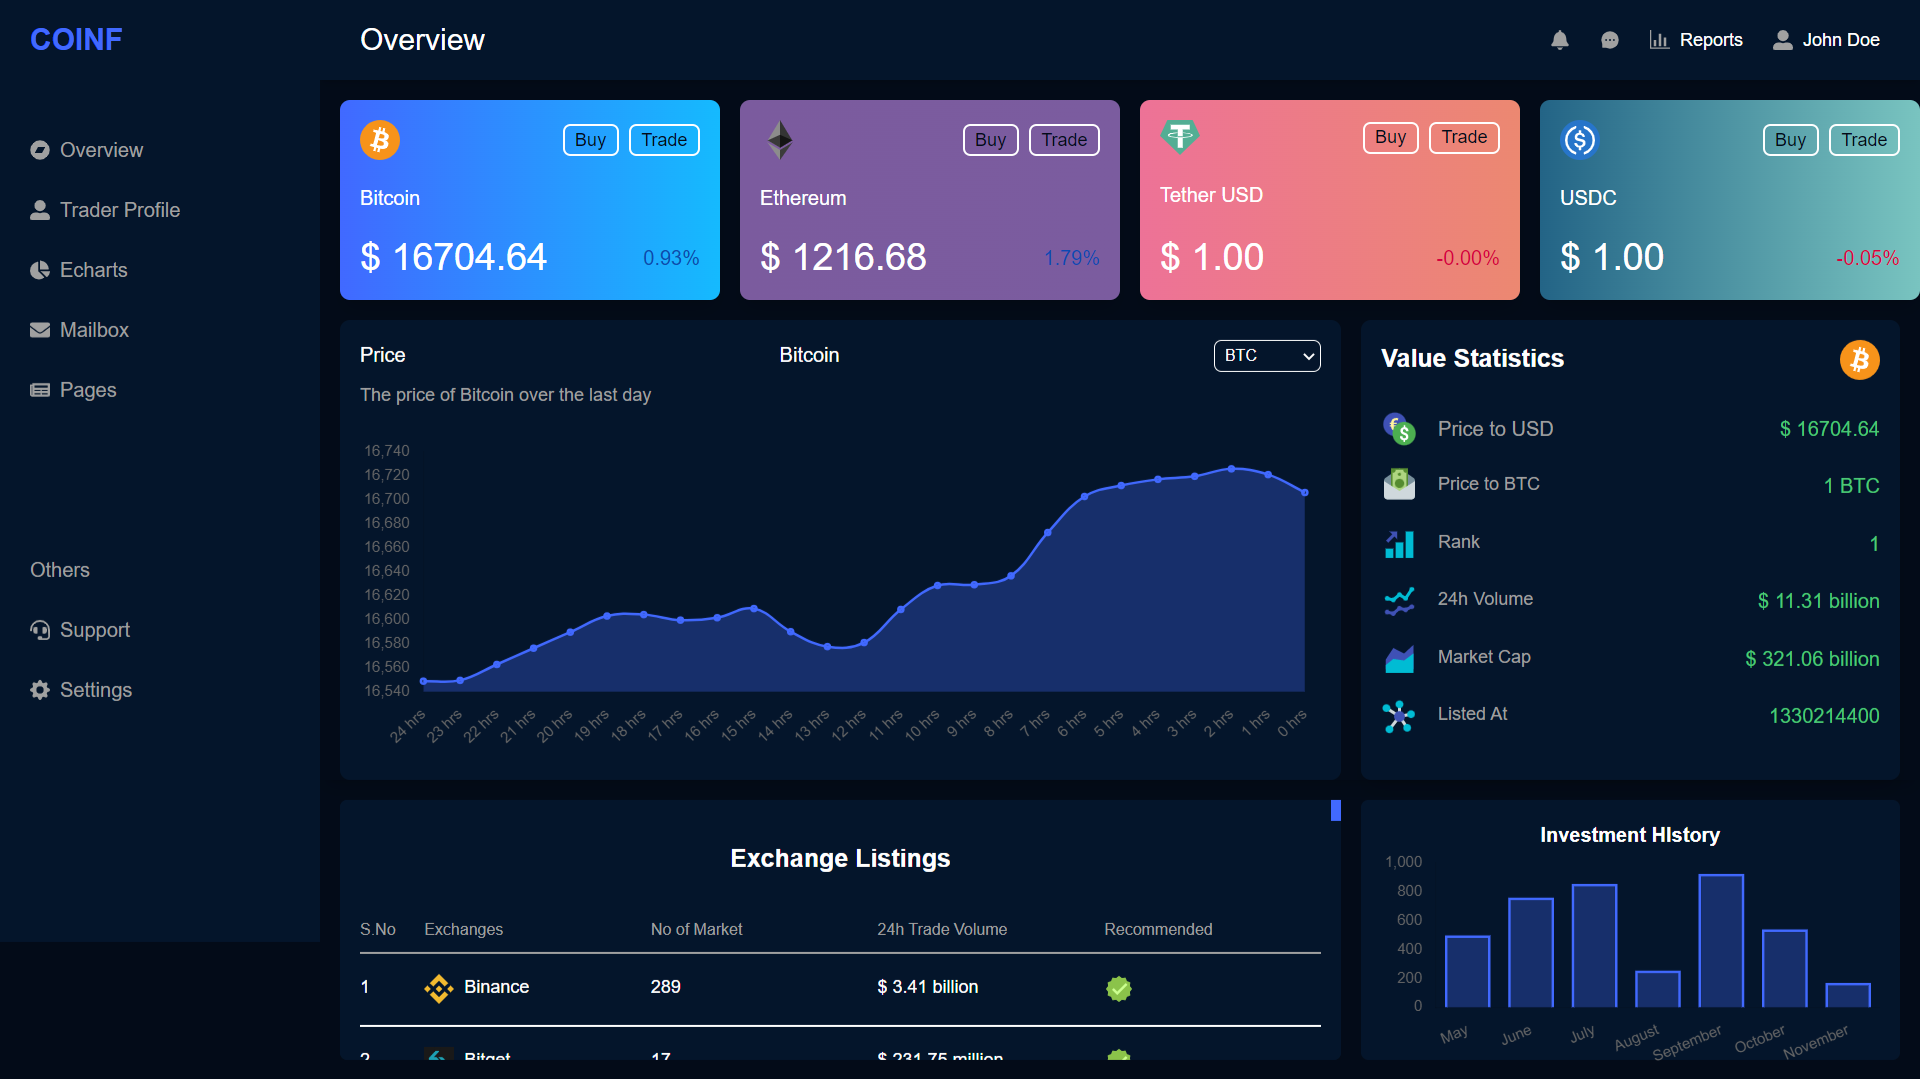 COINF
Overview
Reports
John Doe
Overview
Trader Profile
Echarts
Mailbox
Pages
Others
Support
Settings
Buy
Trade
Bitcoin
$ 16704.64
0.93%
Buy
Trade
Ethereum
$ 1216.68
1.79%
Buy
Trade
Tether USD
$ 1.00
-0.00%
Buy
Trade
USDC
$ 1.00
-0.05%
Price
Bitcoin
BTC
The price of Bitcoin over the last day
16,740
16,720
16,700
16,680
16,660
16,640
16,620
16,600
16,580
16,560
16,540
24 hrs
23 hrs
22 hrs
21 hrs
20 hrs
19 hrs
18 hrs
17 hrs
16 hrs
15 hrs
14 hrs
13 hrs
12 hrs
11 hrs
10 hrs
9 hrs
8 hrs
7 hrs
6 hrs
5 hrs
4 hrs
3 hrs
2 hrs
1 hrs
0 hrs
Value Statistics
Price to USD
$ 16704.64
Price to BTC
1 BTC
Rank
1
24h Volume
$ 11.31 billion
Market Cap
$ 321.06 billion
Listed At
1330214400
Exchange Listings
S.No
Exchanges
No of Market
24h Trade Volume
Recommended
1
Binance
289
$ 3.41 billion
2
Bitget
17
$ 231.75 million
Investment HIstory
1,000
800
600
400
200
0
May
June
July
August
September
October
November